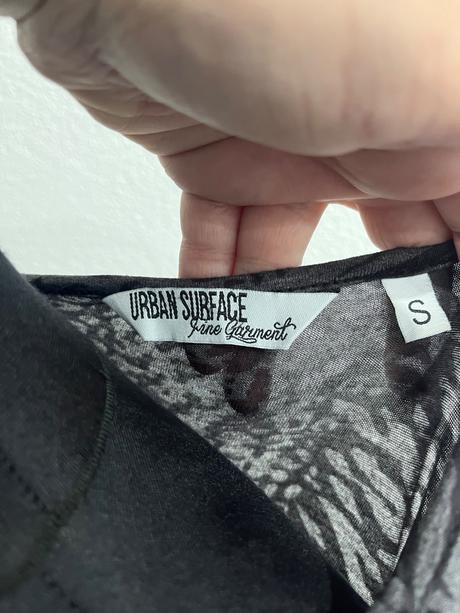 URBAN SURFACE
Fine Garment
S